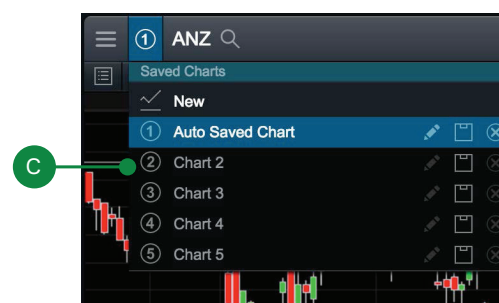 ① ANZ
Saved Charts
New
① Auto Saved Chart
C
② Chart 2
③ Chart 3
④ Chart 4
⑤ Chart 5